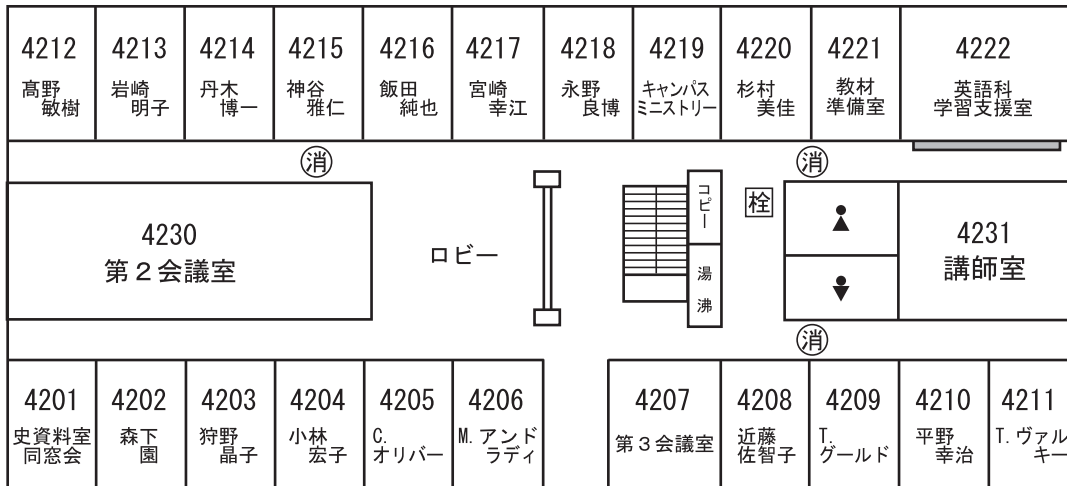 4212
髙野
敏樹
4213
岩崎
明子
4214
丹木
博一
4215
神谷
雅仁
4216
飯田
純也
4217
宮崎
幸江
4218
永野
良博
4219
キャンパス
ミニストリー
4220
杉村
美佳
4221
教材
準備室
4222
英語科
学習支援室
消
消
4230
第2会議室
ロビー
コピー
湯沸
栓
4231
講師室
消
4201
史資料室
同窓会
4202
森下
園
4203
狩野
晶子
4204
小林
宏子
4205
C.
オリバー
4206
M. アンド
ラディ
4207
第3会議室
4208
近藤
佐智子
4209
T.
グールド
4210
平野
幸治
4211
T. ヴァル
キー